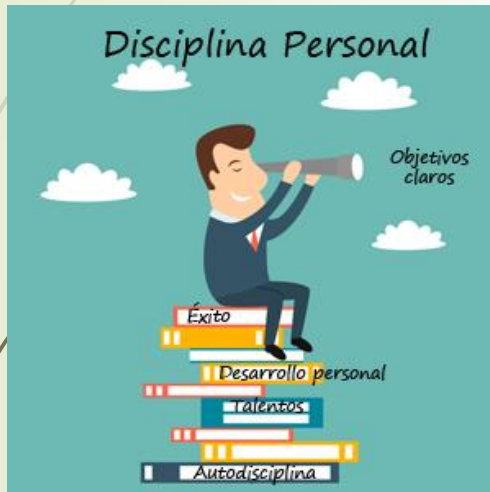 Disciplina Personal
Objetivos
claros
Éxito
Desarrollo personal
Talentos
Autodisciplina